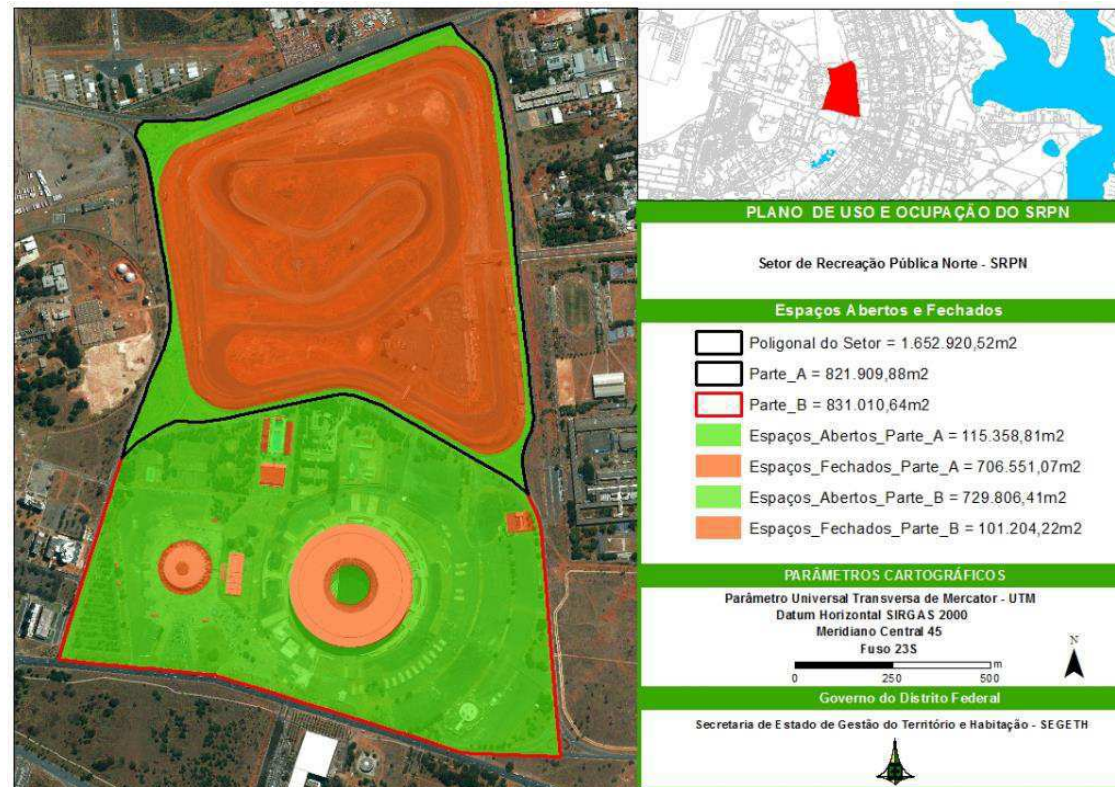 PLANO DE USO E OCUPAÇÃO DO SRPN
Setor de Recreação Pública Norte - SRPN
Espaços Abertos e Fechados
Poligonal do Setor = 1.652.920,52m2
Parte_A = 821.909,88m2
Parte_B = 831.010,64m2
Espaços_Abertos_Parte_A = 115.358,81m2
Espaços_Fechados_Parte_A = 706.551,07m2
Espaços_Abertos_Parte_B = 729.806,41m2
Espaços_Fechados_Parte_B = 101.204,22m2
PARÂMETROS CARTOGRÁFICOS
Parâmetro Universal Transversa de Mercator - UTM
Datum Horizontal SIRGAS 2000
Meridiano Central 45
Fuso 23S
N
m
0 250 500
Governo do Distrito Federal
Secretaria de Estado de Gestão do Território e Habitação - SEGETH